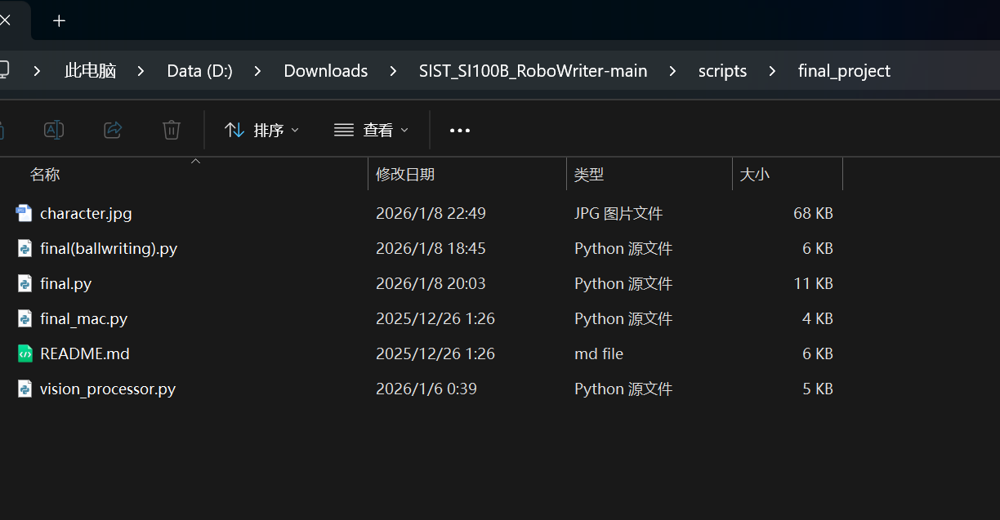 此电脑 > Data (D:) > Downloads > SIST_SI100B_RoboWriter-main > scripts > final_project
排序 查看
名称 修改日期 类型 大小
character.jpg 2026/1/8 22:49 JPG 图片文件 68 KB
final(ballwriting).py 2026/1/8 18:45 Python 源文件 6 KB
final.py 2026/1/8 20:03 Python 源文件 11 KB
final_mac.py 2025/12/26 1:26 Python 源文件 4 KB
README.md 2025/12/26 1:26 md file 6 KB
vision_processor.py 2026/1/6 0:39 Python 源文件 5 KB